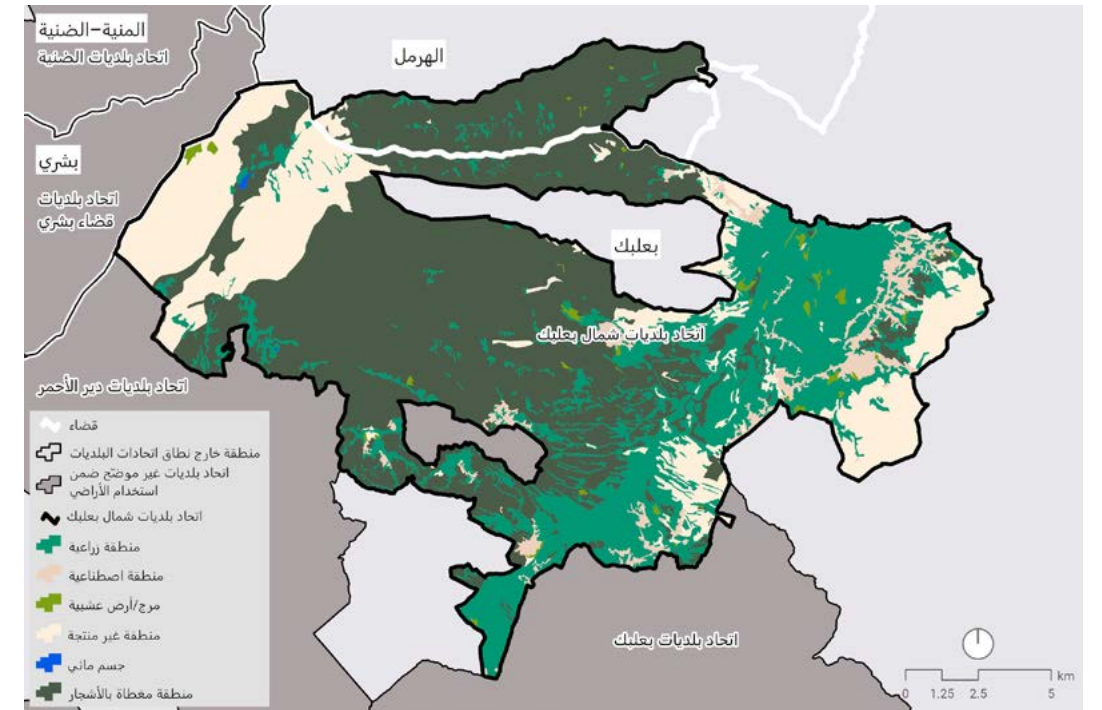 المنية-الضنية
اتحاد بلديات الضنية
الهرمل
بشري
اتحاد بلديات
قضاء بشري
بعلبك
اتحاد بلديات شمال بعلبك
اتحاد بلديات دير الأحمر
قضاء
منطقة خارج نطاق اتحادات البلديات
اتحاد بلديات غير موضّح ضمن
استخدام الأراضي
اتحاد بلديات شمال بعلبك
منطقة زراعية
منطقة اصطناعية
مرج/أرض عشبية
منطقة غير منتجة
جسم مائي
منطقة مغطاة بالأشجار
اتحاد بلديات بعلبك
km
0 1.25 2.5 5